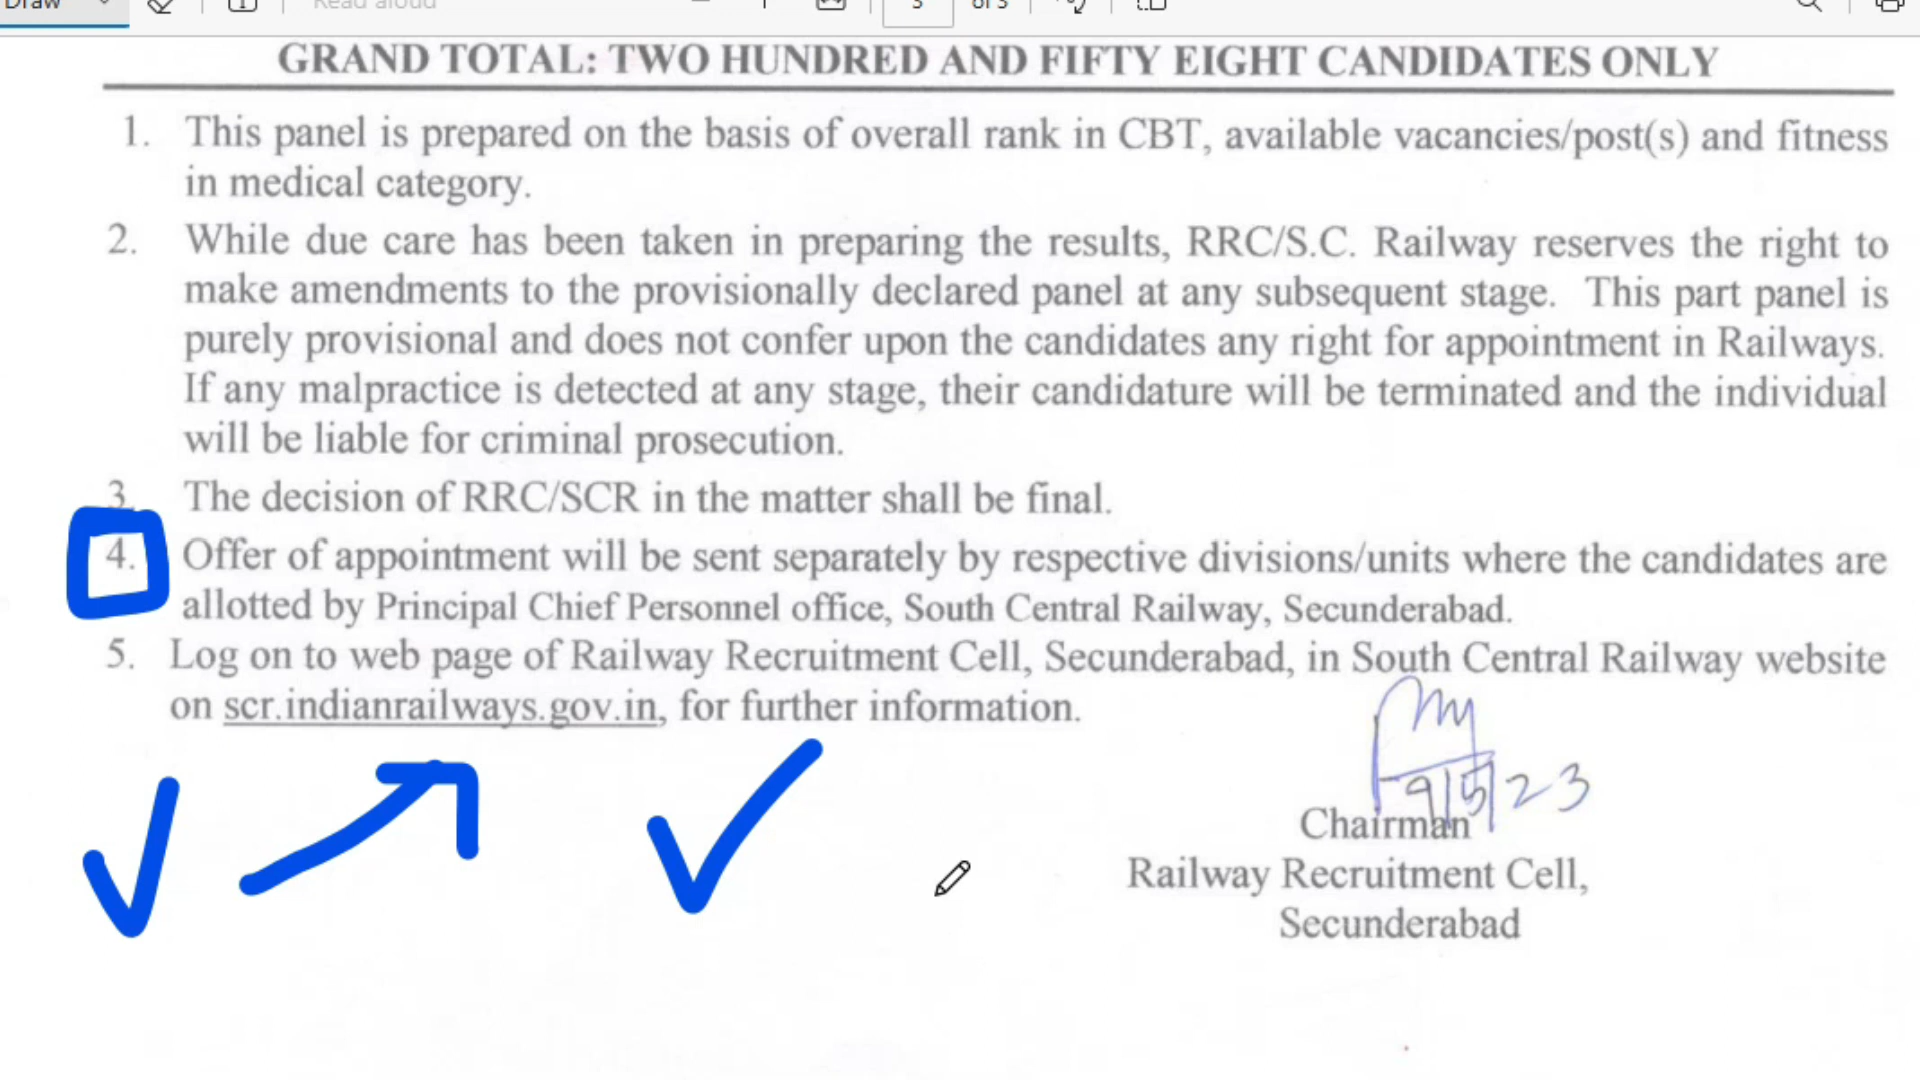 Draw
Read aloud
3 of 3
GRAND TOTAL: TWO HUNDRED AND FIFTY EIGHT CANDIDATES ONLY
1. This panel is prepared on the basis of overall rank in CBT, available vacancies/post(s) and fitness
in medical category.
2. While due care has been taken in preparing the results, RRC/S.C. Railway reserves the right to
make amendments to the provisionally declared panel at any subsequent stage. This part panel is
purely provisional and does not confer upon the candidates any right for appointment in Railways.
If any malpractice is detected at any stage, their candidature will be terminated and the individual
will be liable for criminal prosecution.
3. The decision of RRC/SCR in the matter shall be final.
4. Offer of appointment will be sent separately by respective divisions/units where the candidates are
allotted by Principal Chief Personnel office, South Central Railway, Secunderabad.
5. Log on to web page of Railway Recruitment Cell, Secunderabad, in South Central Railway website
on scr.indianrailways.gov.in, for further information.
9/5/23
Chairman
Railway Recruitment Cell,
Secunderabad